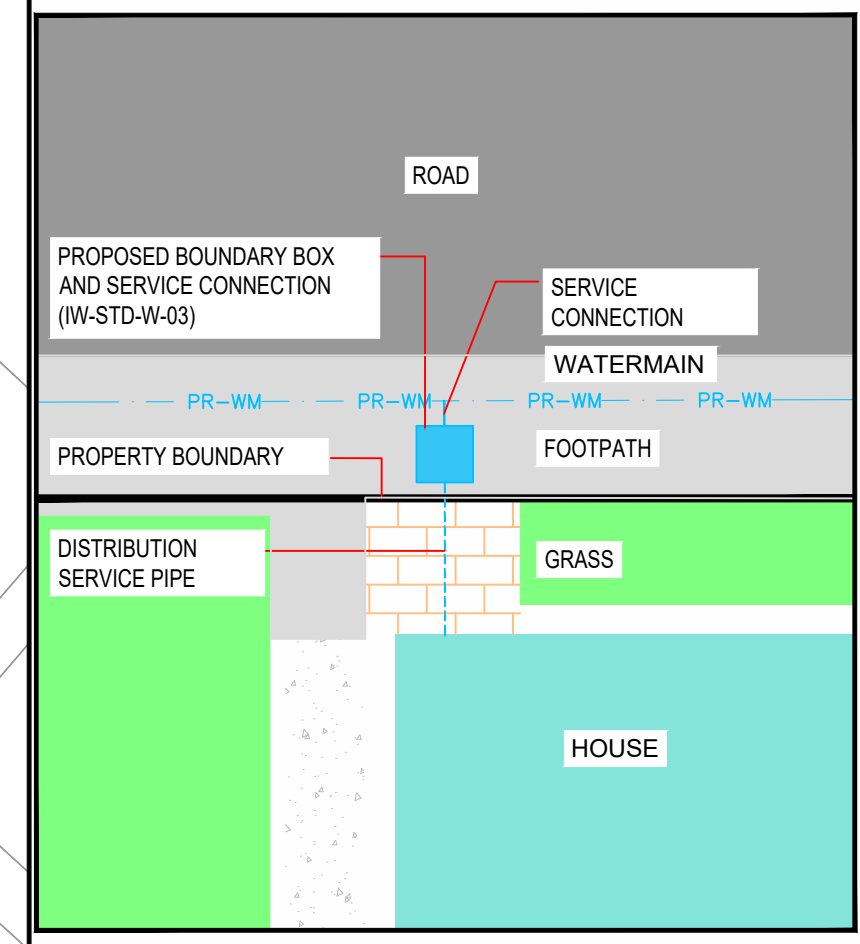 ROAD
PROPOSED BOUNDARY BOX
AND SERVICE CONNECTION
(IW-STD-W-03)
SERVICE
CONNECTION
WATERMAIN
PR-WM PR-WM PR-WM PR-WM
FOOTPATH
PROPERTY BOUNDARY
DISTRIBUTION
SERVICE PIPE
GRASS
HOUSE